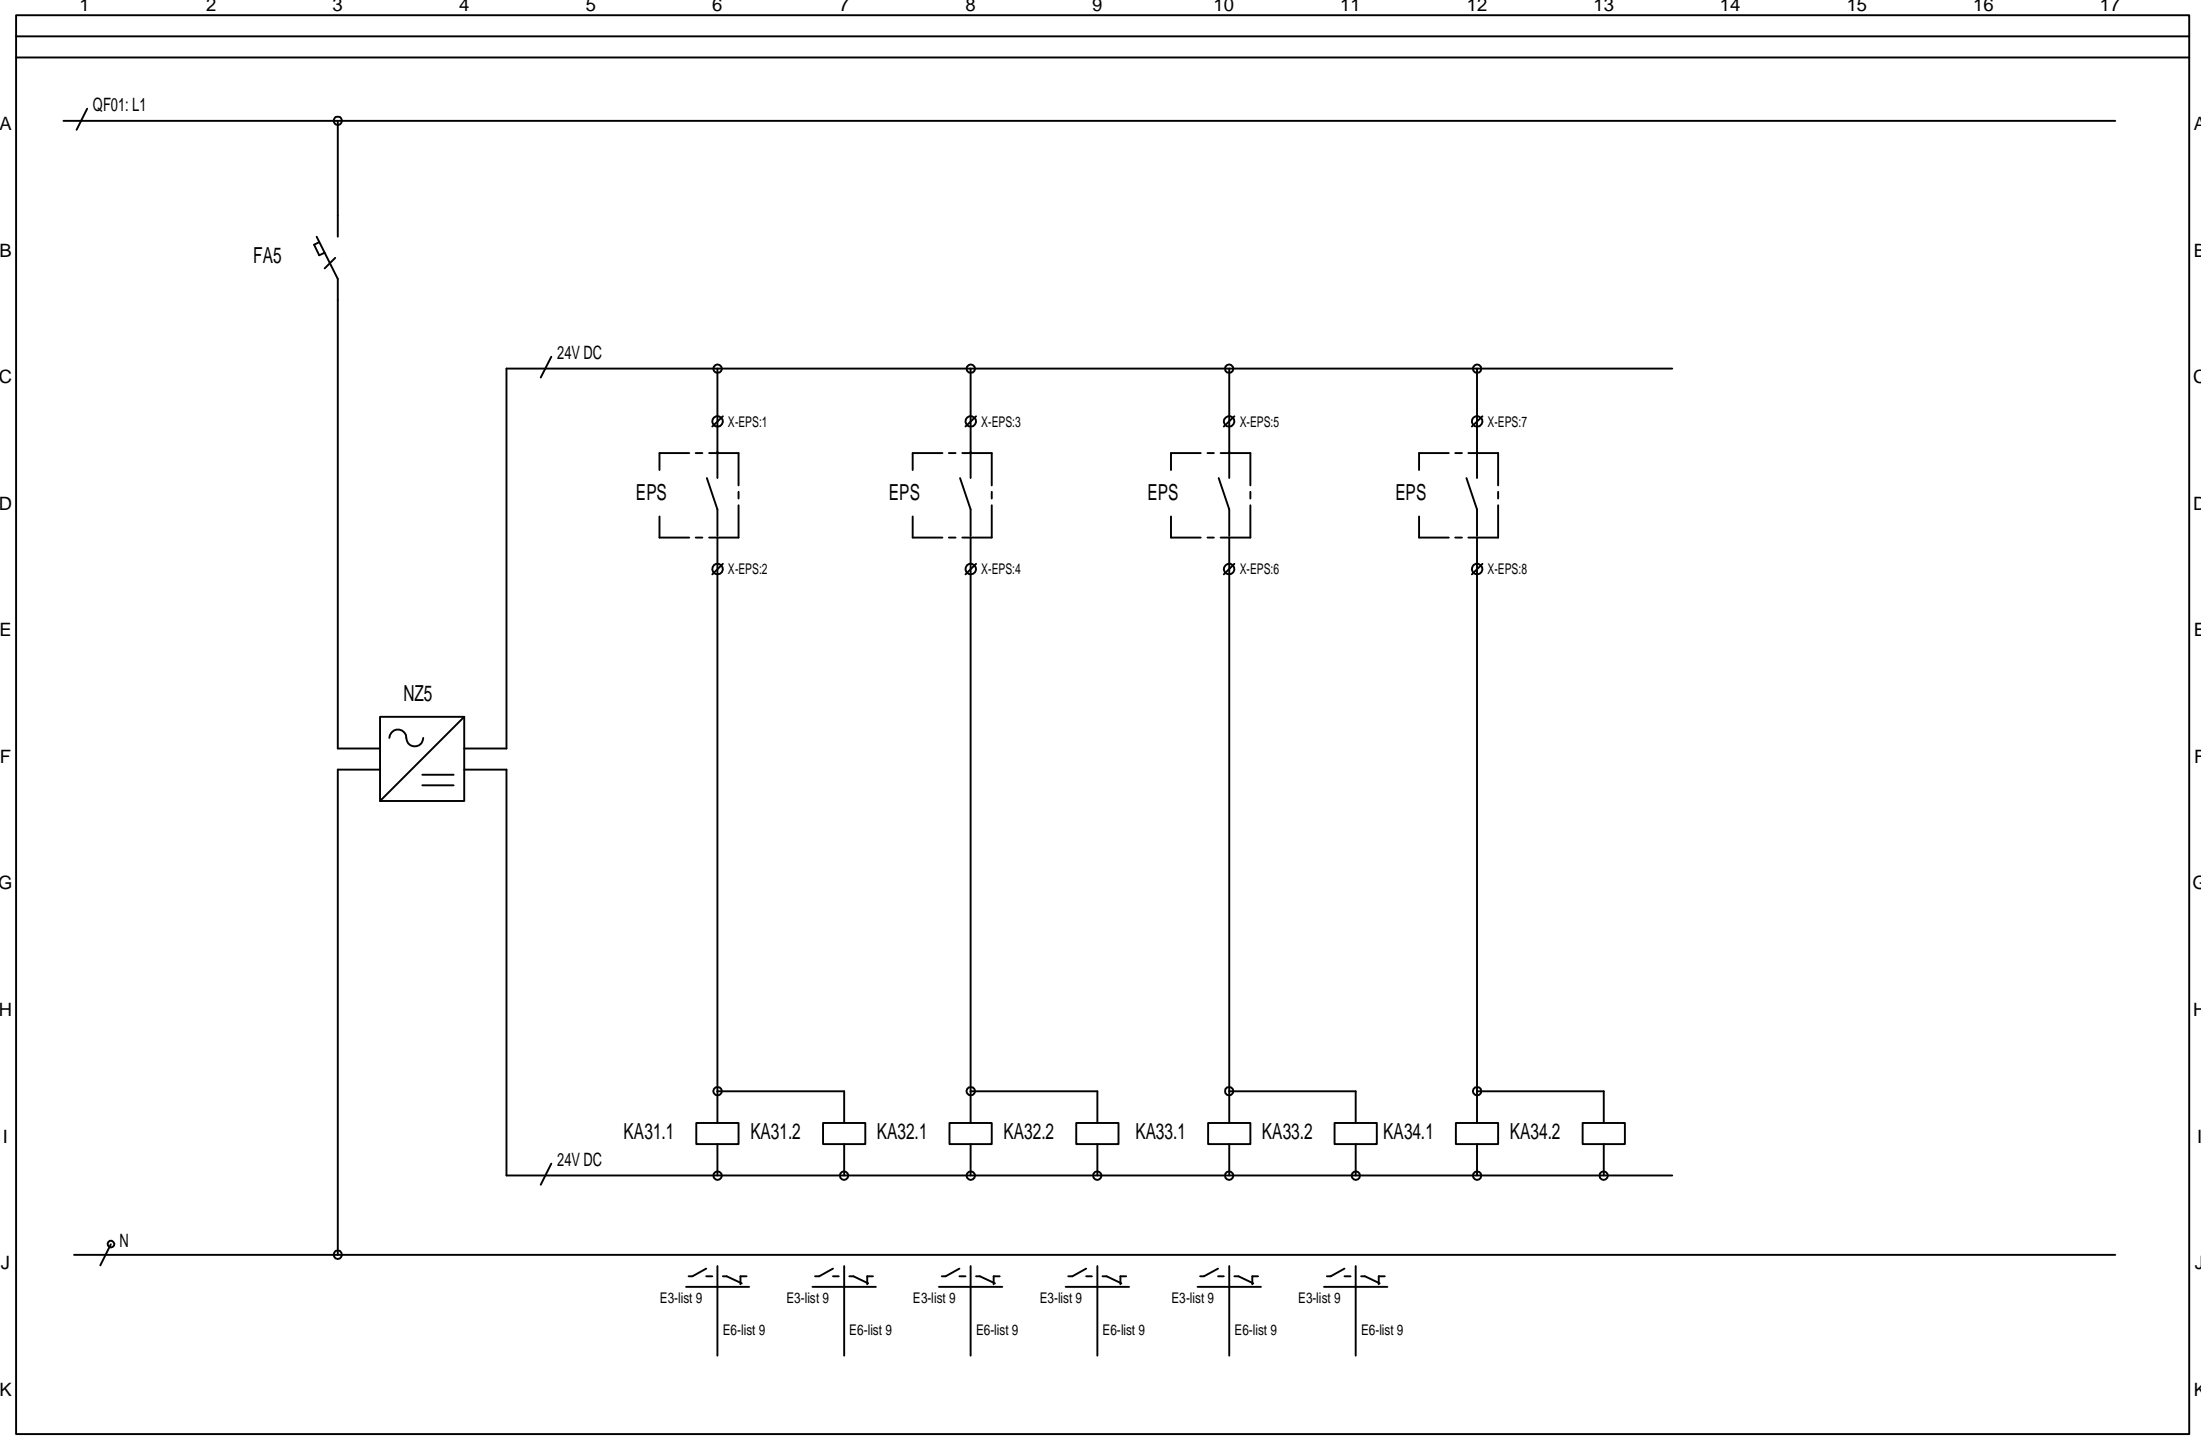 1 2 3 4 5 6 7 8 9 10 11 12 13 14 15 16 17
QF01: L1
A A
B B
FA5
24V DC
C C
X-EPS:1 X-EPS:3 X-EPS:5 X-EPS:7
EPS EPS EPS EPS
D D
X-EPS:2 X-EPS:4 X-EPS:6 X-EPS:8
E E
NZ5
F F
G G
H H
KA31.1 KA31.2 KA32.1 KA32.2 KA33.1 KA33.2 KA34.1 KA34.2
I I
24V DC
N
J J
E3-list 9 E3-list 9 E3-list 9 E3-list 9 E3-list 9 E3-list 9
E6-list 9 E6-list 9 E6-list 9 E6-list 9 E6-list 9 E6-list 9
K K